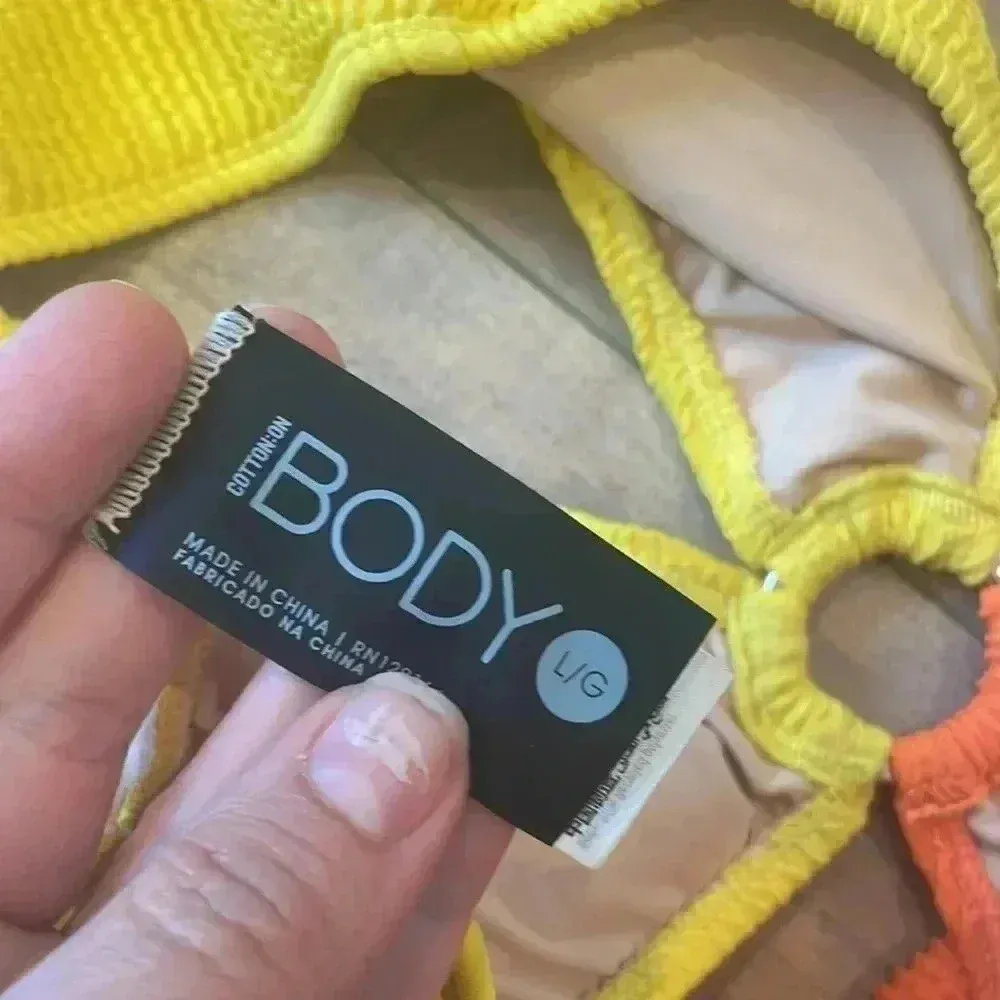 COTTON:ON
BODY
MADE IN CHINA | RN
FABRICADO NA CHINA
L/G